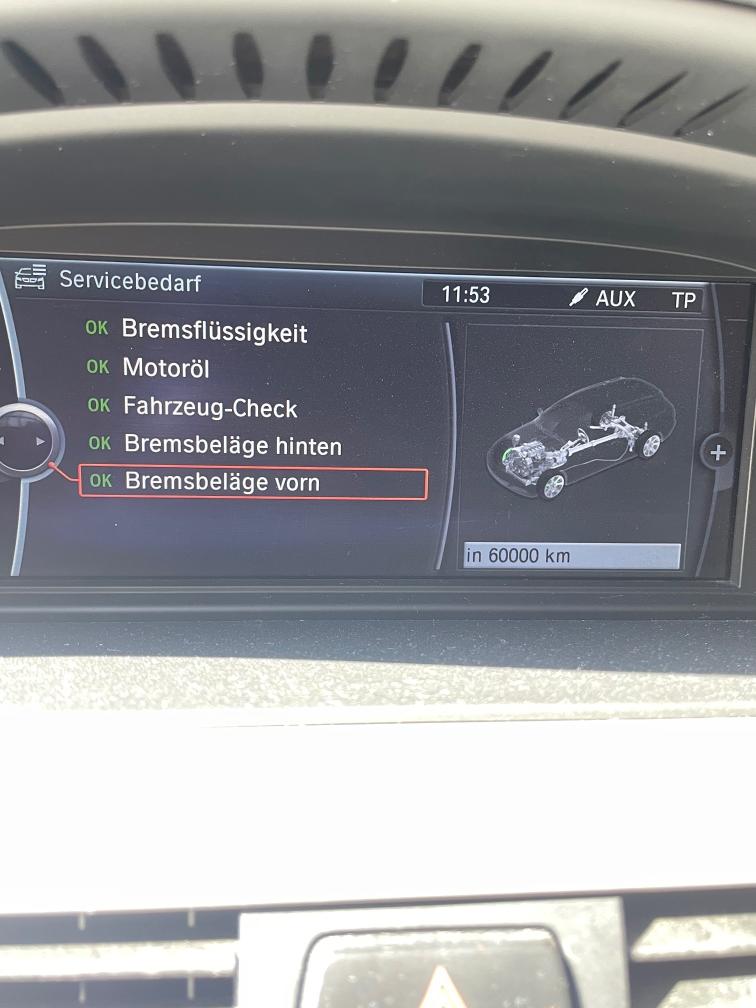 Servicebedarf
11:53 AUX TP
OK Bremsflüssigkeit
OK Motoröl
OK Fahrzeug-Check
OK Bremsbeläge hinten
OK Bremsbeläge vorn
in 60000 km